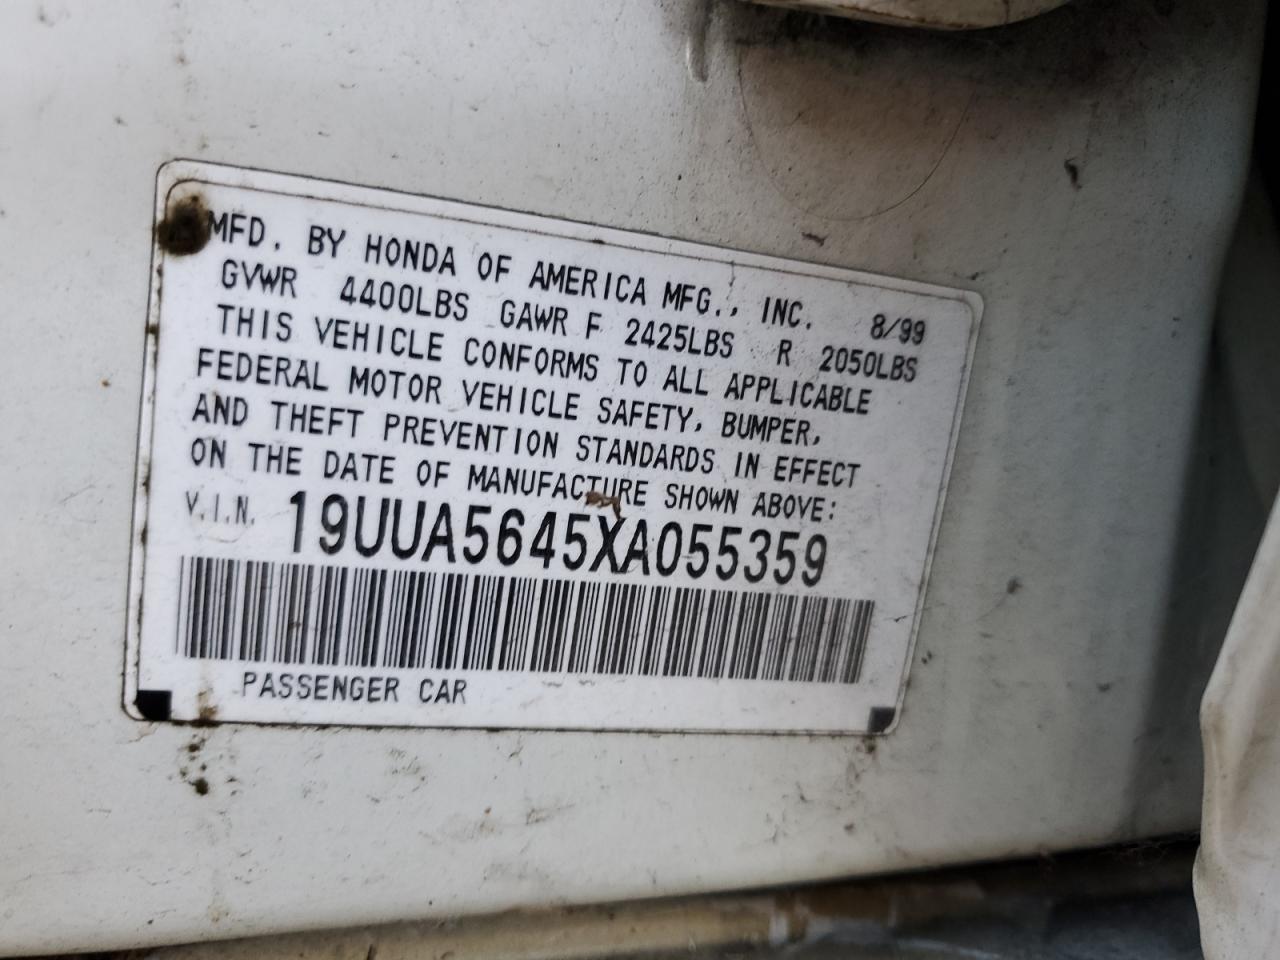 MFD. BY HONDA OF AMERICA MFG., INC. 8/99
GVWR 4400LBS GAWR F 2425LBS R 2050LBS
THIS VEHICLE CONFORMS TO ALL APPLICABLE
FEDERAL MOTOR VEHICLE SAFETY, BUMPER,
AND THEFT PREVENTION STANDARDS IN EFFECT
ON THE DATE OF MANUFACTURE SHOWN ABOVE:
V.I.N. 19UUA5645XA055359
PASSENGER CAR